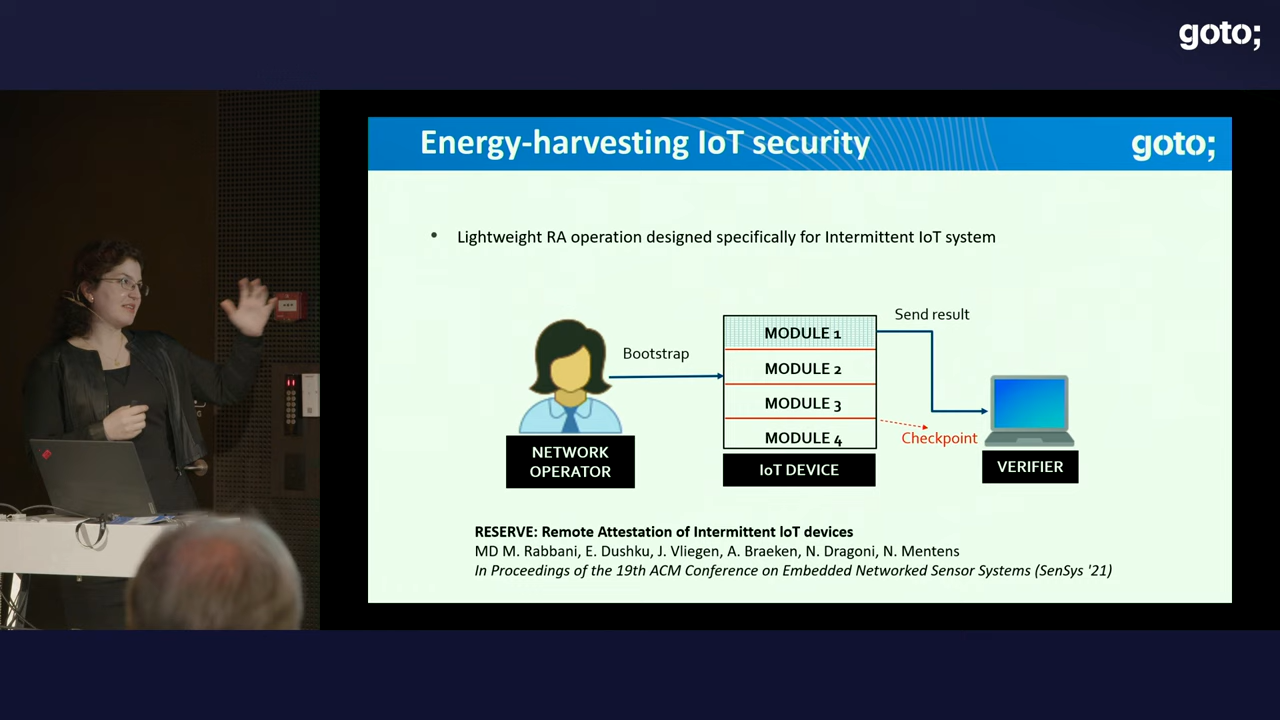 goto;
Energy-harvesting IoT security
goto;
• Lightweight RA operation designed specifically for Intermittent IoT system
Send result
Bootstrap
MODULE 1
MODULE 2
MODULE 3
MODULE 4
Checkpoint
NETWORK
OPERATOR
IoT DEVICE
VERIFIER
RESERVE: Remote Attestation of Intermittent IoT devices
MD M. Rabbani, E. Dushku, J. Vliegen, A. Braeken, N. Dragoni, N. Mentens
In Proceedings of the 19th ACM Conference on Embedded Networked Sensor Systems (SenSys '21)